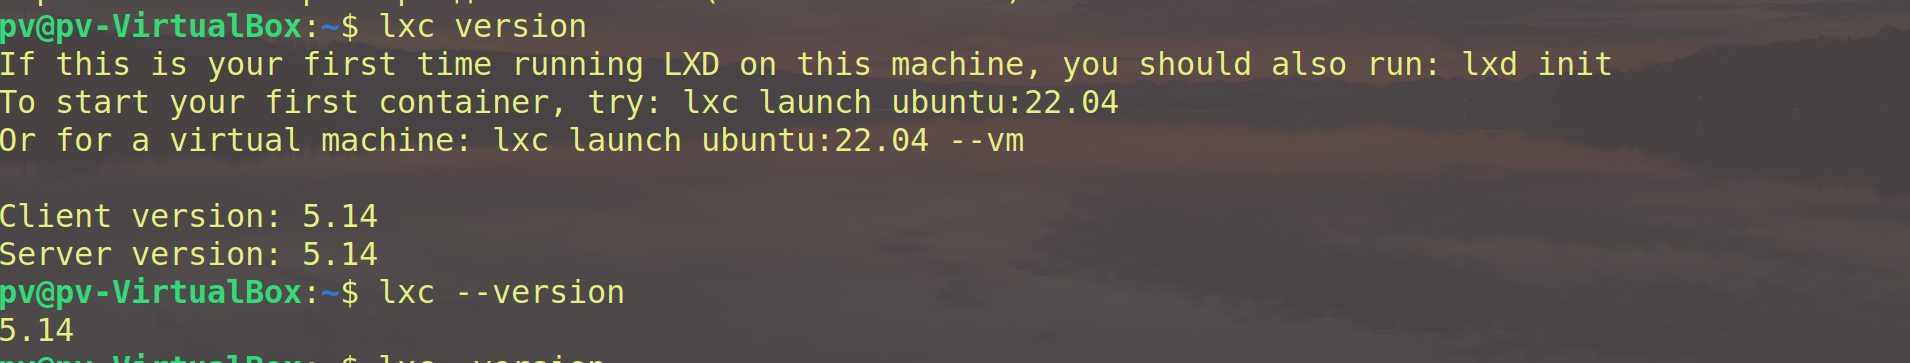 pv@pv-VirtualBox:~$ lxc version
If this is your first time running LXD on this machine, you should also run: lxd init
To start your first container, try: lxc launch ubuntu:22.04
Or for a virtual machine: lxc launch ubuntu:22.04 --vm
Client version: 5.14
Server version: 5.14
pv@pv-VirtualBox:~$ lxc --version
5.14